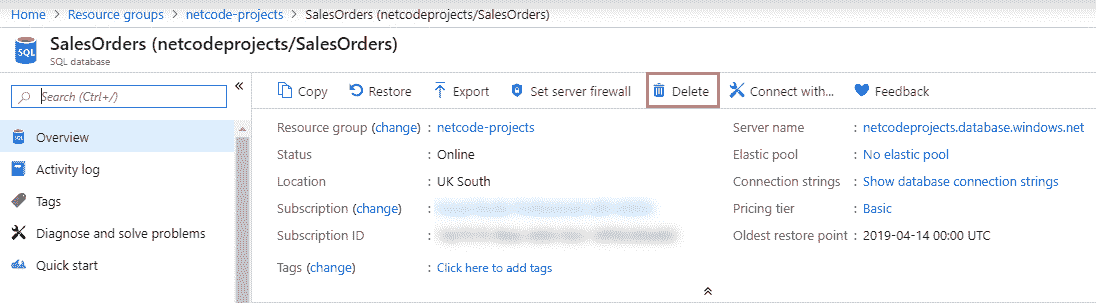 Home > Resource groups > netcode-projects > SalesOrders (netcodeprojects/SalesOrders)
SQL
SalesOrders (netcodeprojects/SalesOrders)
SQL database
Search (Ctrl+/)
«
Copy Restore Export Set server firewall Delete Connect with... Feedback
Overview
Activity log
Tags
Diagnose and solve problems
Quick start
Resource group (change) : netcode-projects
Status : Online
Location : UK South
Subscription (change) :
Subscription ID :
Tags (change) : Click here to add tags
Server name : netcodeprojects.database.windows.net
Elastic pool : No elastic pool
Connection strings : Show database connection strings
Pricing tier : Basic
Oldest restore point : 2019-04-14 00:00 UTC